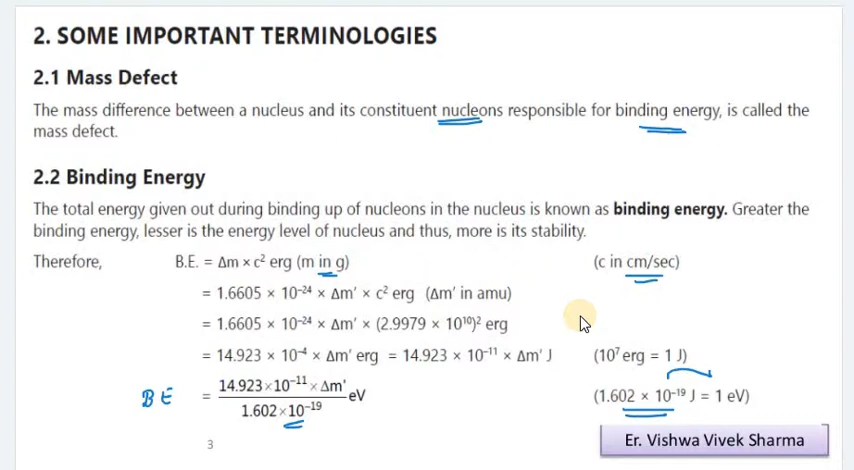 2. SOME IMPORTANT TERMINOLOGIES
2.1 Mass Defect
The mass difference between a nucleus and its constituent nucleons responsible for binding energy, is called the
mass defect.
2.2 Binding Energy
The total energy given out during binding up of nucleons in the nucleus is known as binding energy. Greater the
binding energy, lesser is the energy level of nucleus and thus, more is its stability.
Therefore, B.E. = Δm × c² erg (m in g) (c in cm/sec)
= 1.6605 × 10⁻²⁴ × Δm′ × c² erg (Δm′ in amu)
= 1.6605 × 10⁻²⁴ × Δm′ × (2.9979 × 10¹⁰)² erg
= 14.923 × 10⁻⁴ × Δm′ erg = 14.923 × 10⁻¹¹ × Δm′ J (10⁷ erg = 1 J)
14.923×10⁻¹¹ × Δm′
BE = eV (1.602 × 10⁻¹⁹ J = 1 eV)
1.602×10⁻¹⁹
3
Er. Vishwa Vivek Sharma